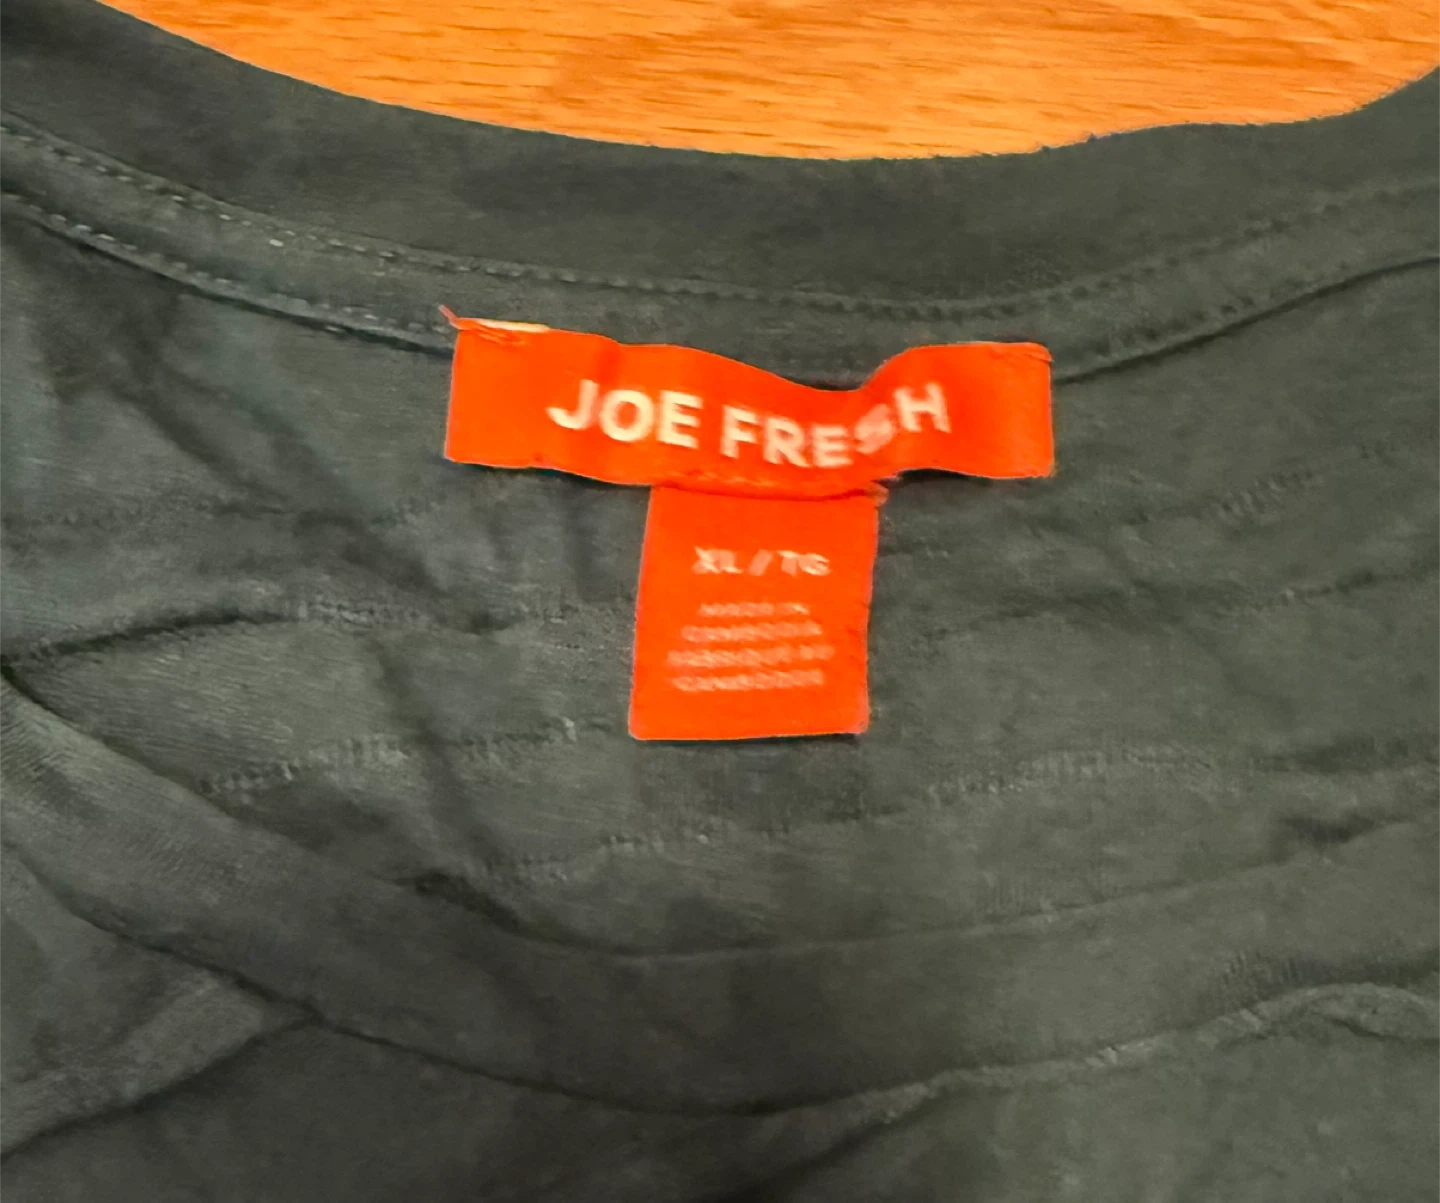 JOE FRESH
XL / TG
MADE IN
CAMBODIA
FABRIQUÉ AU
CAMBODGE